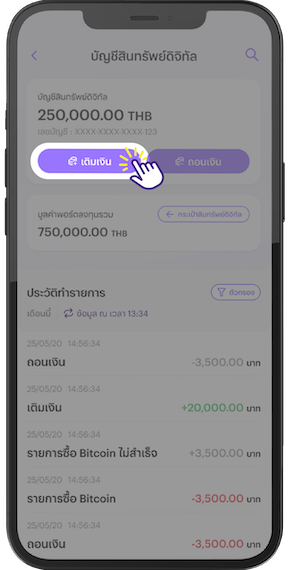 บัญชีสินทรัพย์ดิจิทัล
บัญชีสินทรัพย์ดิจิทัล
250,000.00 THB
เลขบัญชี : XXXX-XXXX-XXXX-123
เติมเงิน ถอนเงิน
มูลค่าพอร์ตลงทุนรวม
750,000.00 THB
กระเป๋าสินทรัพย์ดิจิทัล
ประวัติทำรายการ
ตัวกรอง
เดือนนี้ ข้อมูล ณ เวลา 13:34
25/05/20 14:56:34
ถอนเงิน -3,500.00 บาท
25/05/20 14:56:34
เติมเงิน +20,000.00 บาท
25/05/20 14:56:34
รายการซื้อ Bitcoin ไม่สำเร็จ +3,500.00 บาท
25/05/20 14:56:34
รายการซื้อ Bitcoin -3,500.00 บาท
25/05/20 14:56:34
ถอนเงิน -3,500.00 บาท